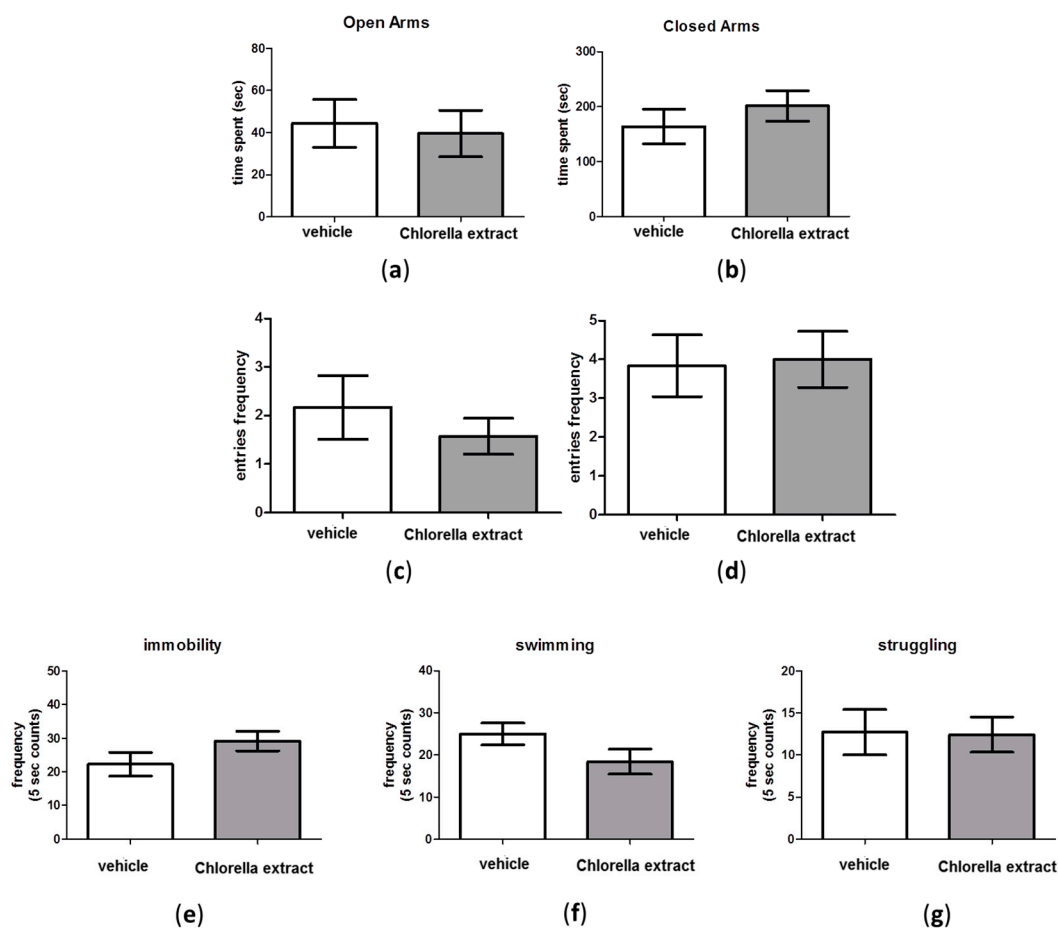 Open Arms
time spent (sec)
80
60
40
20
0
vehicle
Chlorella extract
(a)
Closed Arms
time spent (sec)
300
200
100
0
vehicle
Chlorella extract
(b)
entries frequency
4
3
2
1
0
vehicle
Chlorella extract
(c)
entries frequency
5
4
3
2
1
0
vehicle
Chlorella extract
(d)
immobility
frequency
(5 sec counts)
50
40
30
20
10
0
vehicle
Chlorella extract
(e)
swimming
frequency
(5 sec counts)
40
30
20
10
0
vehicle
Chlorella extract
(f)
struggling
frequency
(5 sec counts)
20
15
10
5
0
vehicle
Chlorella extract
(g)